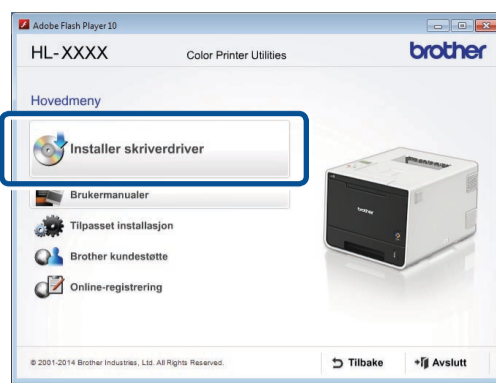 Adobe Flash Player 10
HL-XXXX
Color Printer Utilities
brother
Hovedmeny
Installer skriverdriver
Brukermanualer
Tilpasset installasjon
Brother kundestøtte
Online-registrering
brother
© 2001-2014 Brother Industries, Ltd. All Rights Reserved.
Tilbake
Avslutt